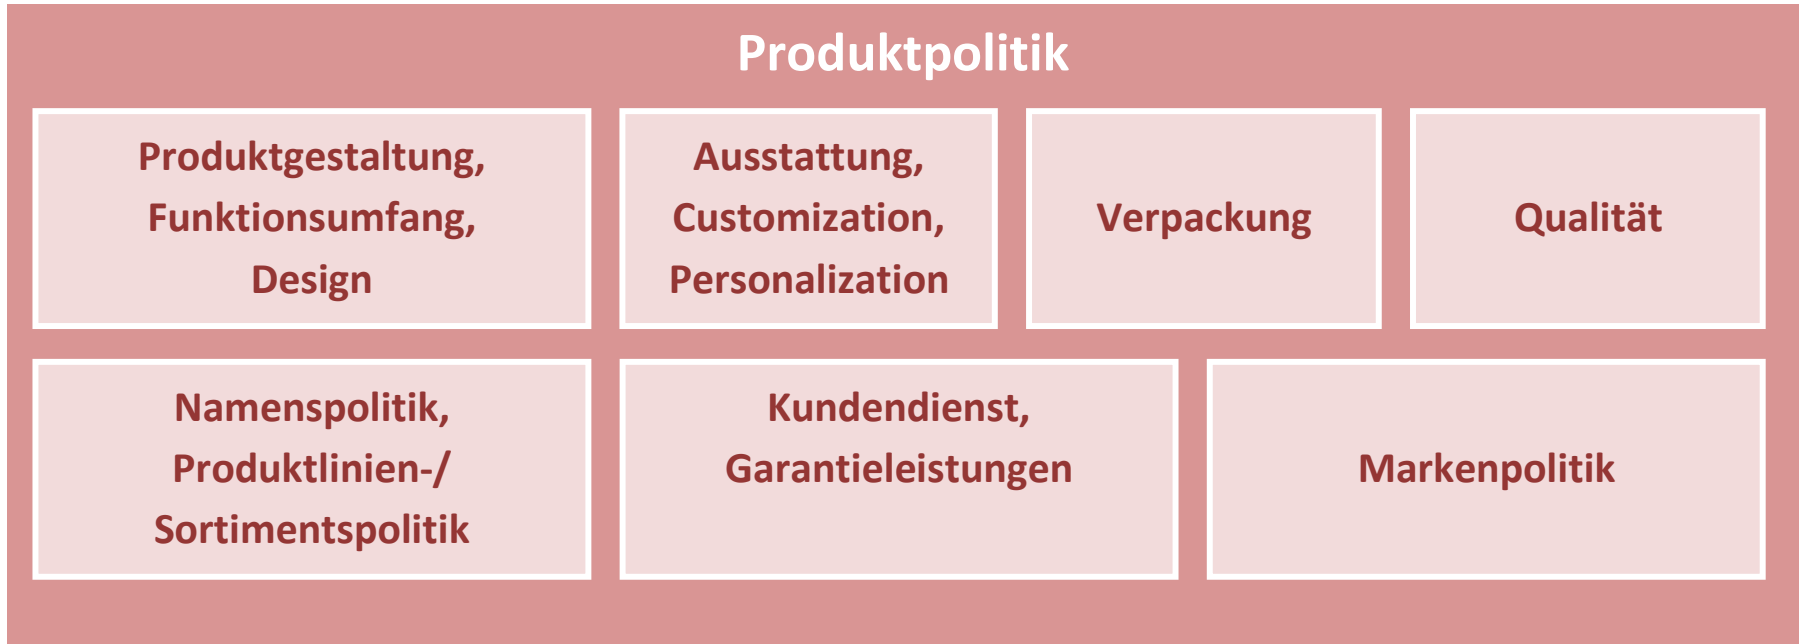 Produktpolitik
Produktgestaltung,
Funktionsumfang,
Design
Ausstattung,
Customization,
Personalization
Verpackung
Qualität
Namenspolitik,
Produktlinien-/
Sortimentspolitik
Kundendienst,
Garantieleistungen
Markenpolitik